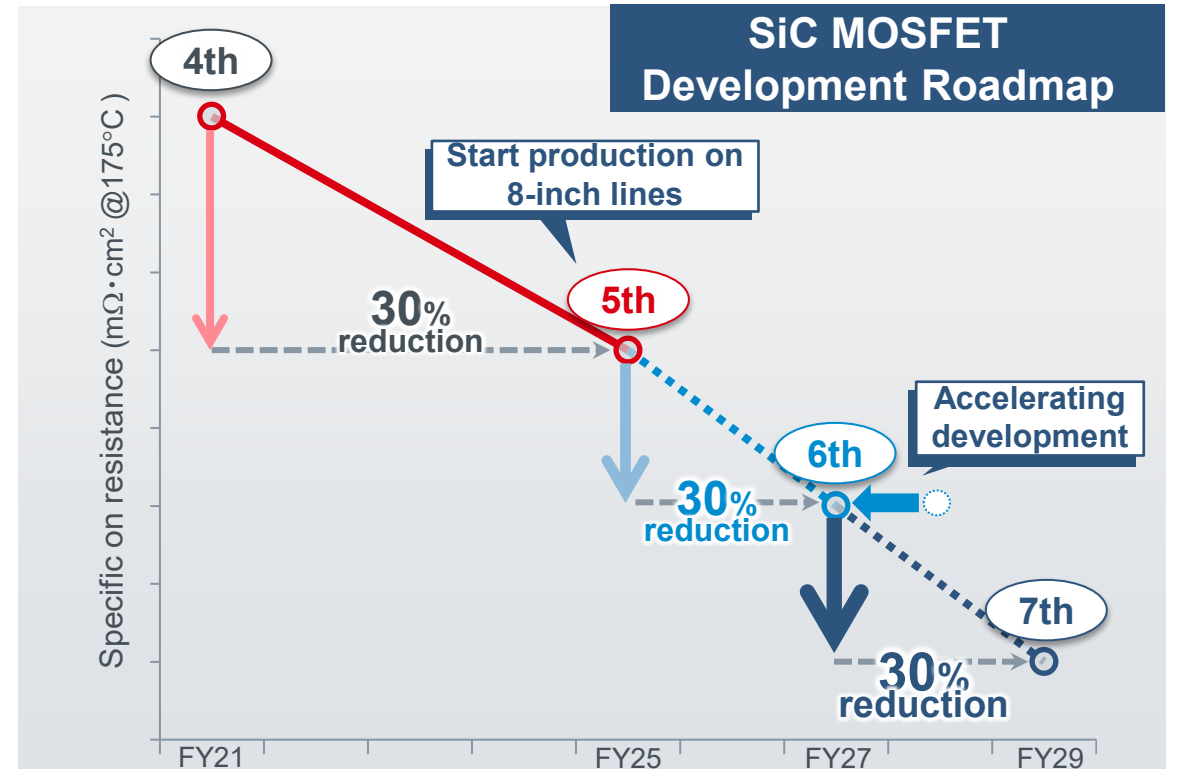 SiC MOSFET
Development Roadmap
4th
Specific on resistance (mΩ·cm² @175°C )
Start production on
8-inch lines
5th
30%
reduction
Accelerating
development
6th
30%
reduction
7th
30%
reduction
FY21
FY25
FY27
FY29